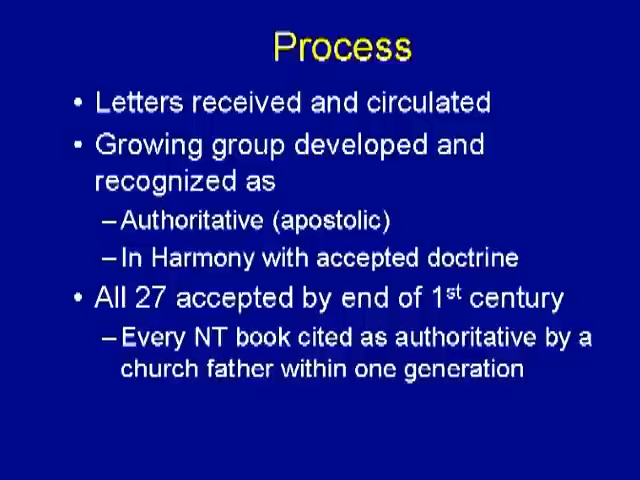 Process
• Letters received and circulated
• Growing group developed and
recognized as
– Authoritative (apostolic)
– In Harmony with accepted doctrine
• All 27 accepted by end of 1st century
– Every NT book cited as authoritative by a
church father within one generation